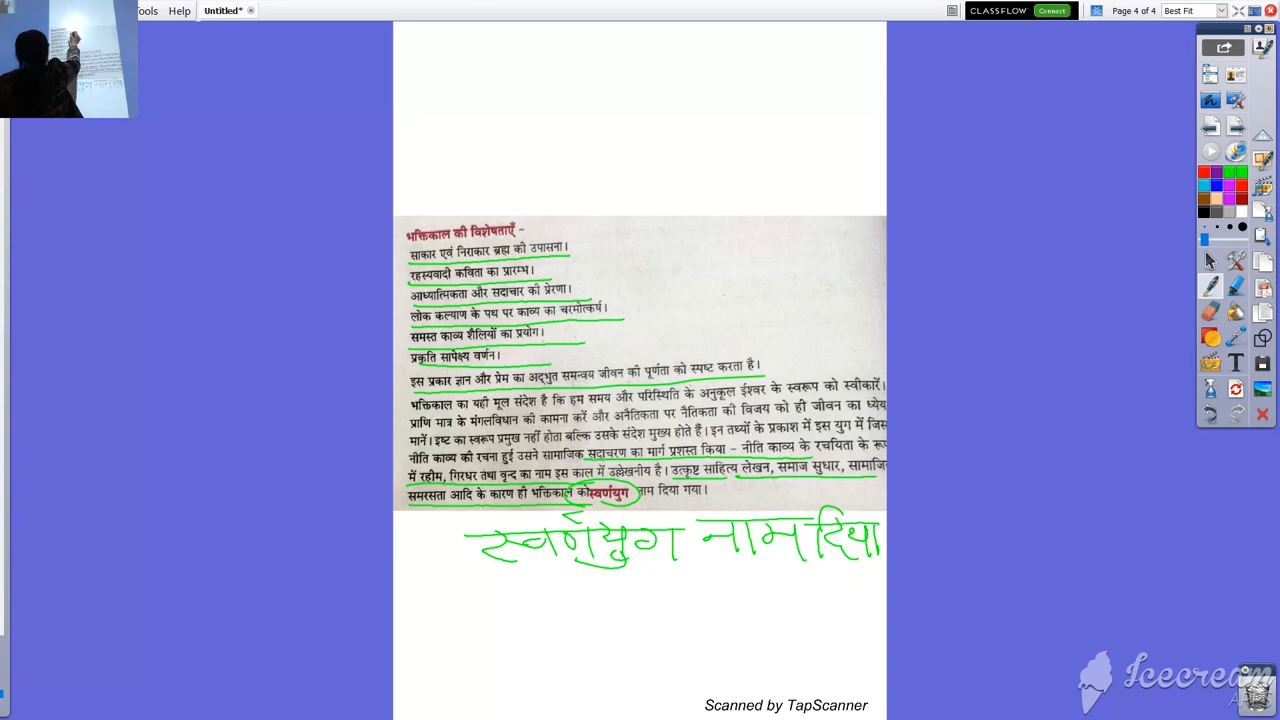 Tools Help Untitled* CLASSFLOW Connect Page 4 of 4 Best Fit
भक्तिकाल की विशेषताएँ -
साकार एवं निराकार ब्रह्म की उपासना।
रहस्यवादी कविता का प्रारम्भ।
आध्यात्मिकता और सदाचार की प्रेरणा।
लोक कल्याण के पथ पर काव्य का चरमोत्कर्ष।
समस्त काव्य शैलियों का प्रयोग।
प्रकृति सापेक्ष्य वर्णन।
इस प्रकार ज्ञान और प्रेम का अद्‌भुत समन्वय जीवन की पूर्णता को स्पष्ट करता है।
भक्तिकाल का यही मूल संदेश है कि हम समय और परिस्थिति के अनुकूल ईश्वर के स्वरूप को स्वीकारें।
प्राणि मात्र के मंगलविधान की कामना करें और अनैतिकता पर नैतिकता की विजय को ही जीवन का ध्येय
मानें। इष्ट का स्वरूप प्रमुख नहीं होता बल्कि उसके संदेश मुख्य होते हैं। इन तथ्यों के प्रकाश में इस युग में जिस
नीति काव्य की रचना हुई उसने सामाजिक सदाचरण का मार्ग प्रशस्त किया - नीति काव्य के रचयिता के रूप
में रहीम, गिरधर तथा वृन्द का नाम इस काल में उल्लेखनीय है। उत्कृष्ट साहित्य लेखन, समाज सुधार, सामाजि
समरसता आदि के कारण ही भक्तिकाल को स्वर्णयुग नाम दिया गया।
स्वर्णयुग नाम दिया
Icecream
APPS
Scanned by TapScanner